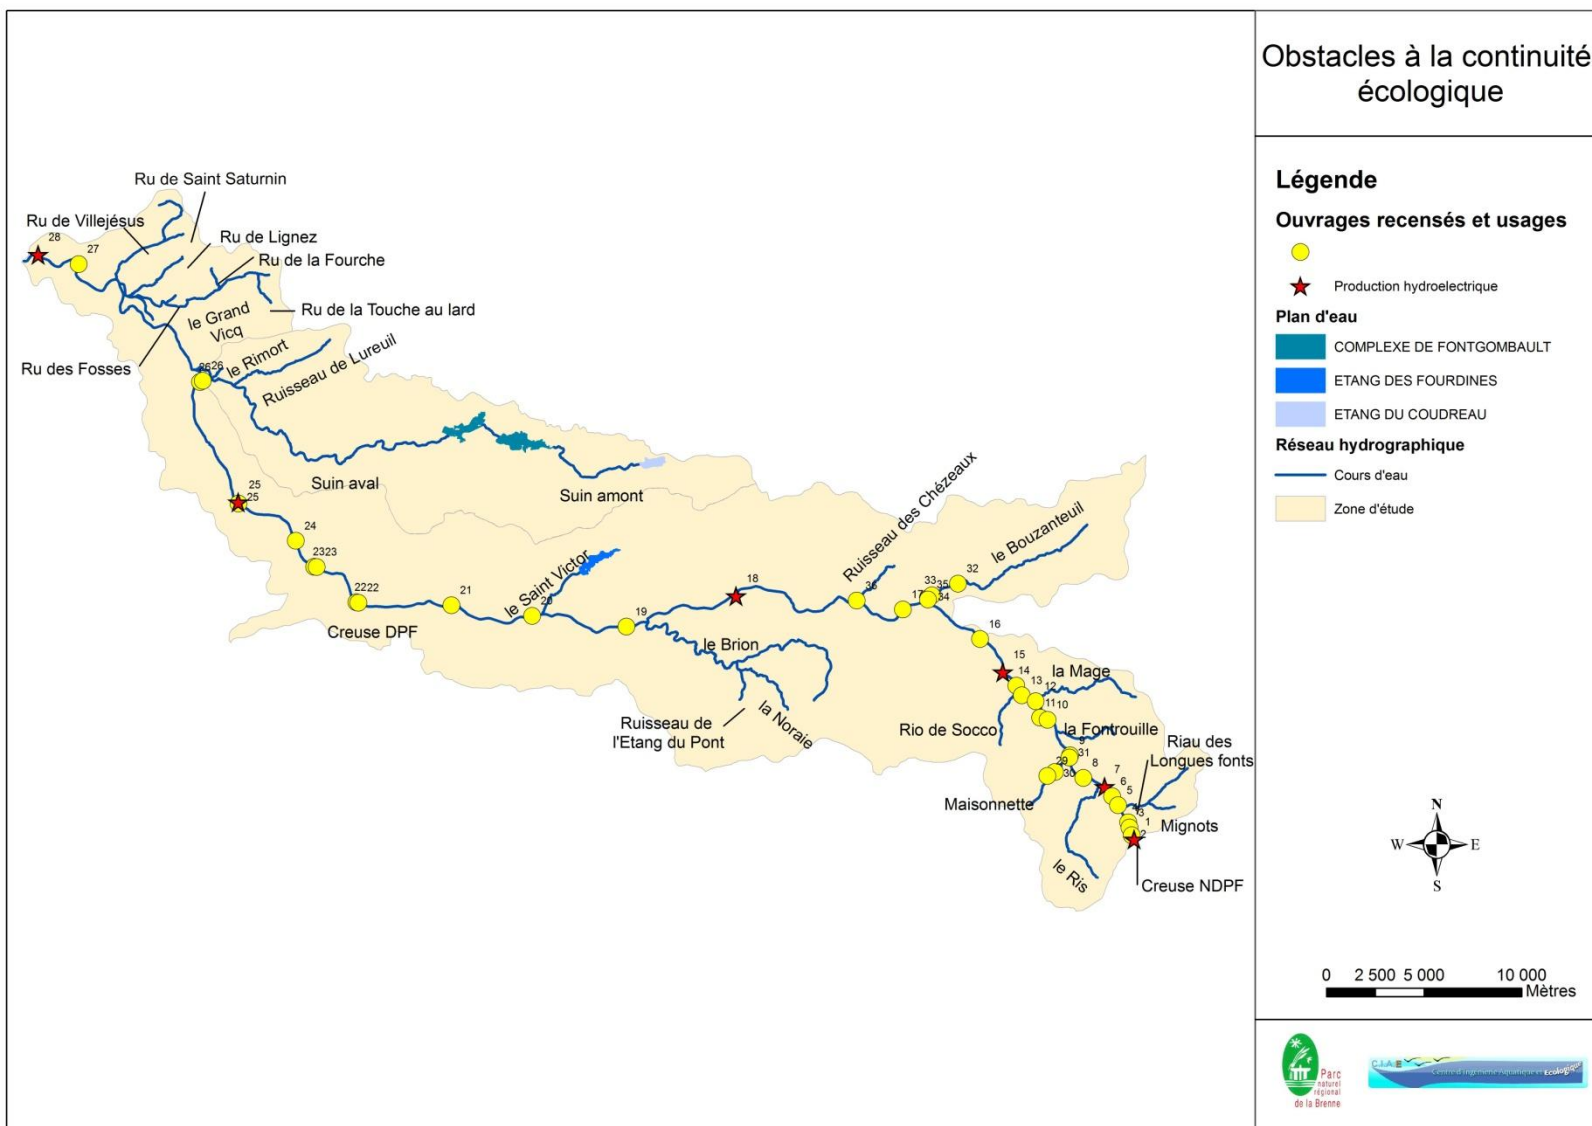 Obstacles à la continuité
écologique
Légende
Ouvrages recensés et usages
Production hydroelectrique
Plan d'eau
COMPLEXE DE FONTGOMBAULT
ETANG DES FOURDINES
ETANG DU COUDREAU
Réseau hydrographique
Cours d'eau
Zone d'étude
Ru de Saint Saturnin
Ru de Villejésus
28
27
Ru de Lignez
Ru de la Fourche
le Grand
Vicq
Ru de la Touche au lard
Ru des Fosses
26
le Rimort
Ruisseau de Lureuil
Suin aval
Suin amont
25
25
24
2323
2222
Creuse DPF
21
le Saint Victor
20
19
18
Ruisseau des Chézeaux
36
17
33
35
34
32
le Bouzanteuil
le Brion
la Noraie
Ruisseau de
l'Etang du Pont
16
15
14
13
12
la Mage
11
10
Rio de Socco
la Fontrouille
9
31
29
30
8
7
6
5
Riau des
Longues fonts
Maisonnette
3
1
2
Mignots
le Ris
Creuse NDPF
N
W
E
S
0
2 500
5 000
10 000
Mètres
Parc
naturel
régional
de la Brenne